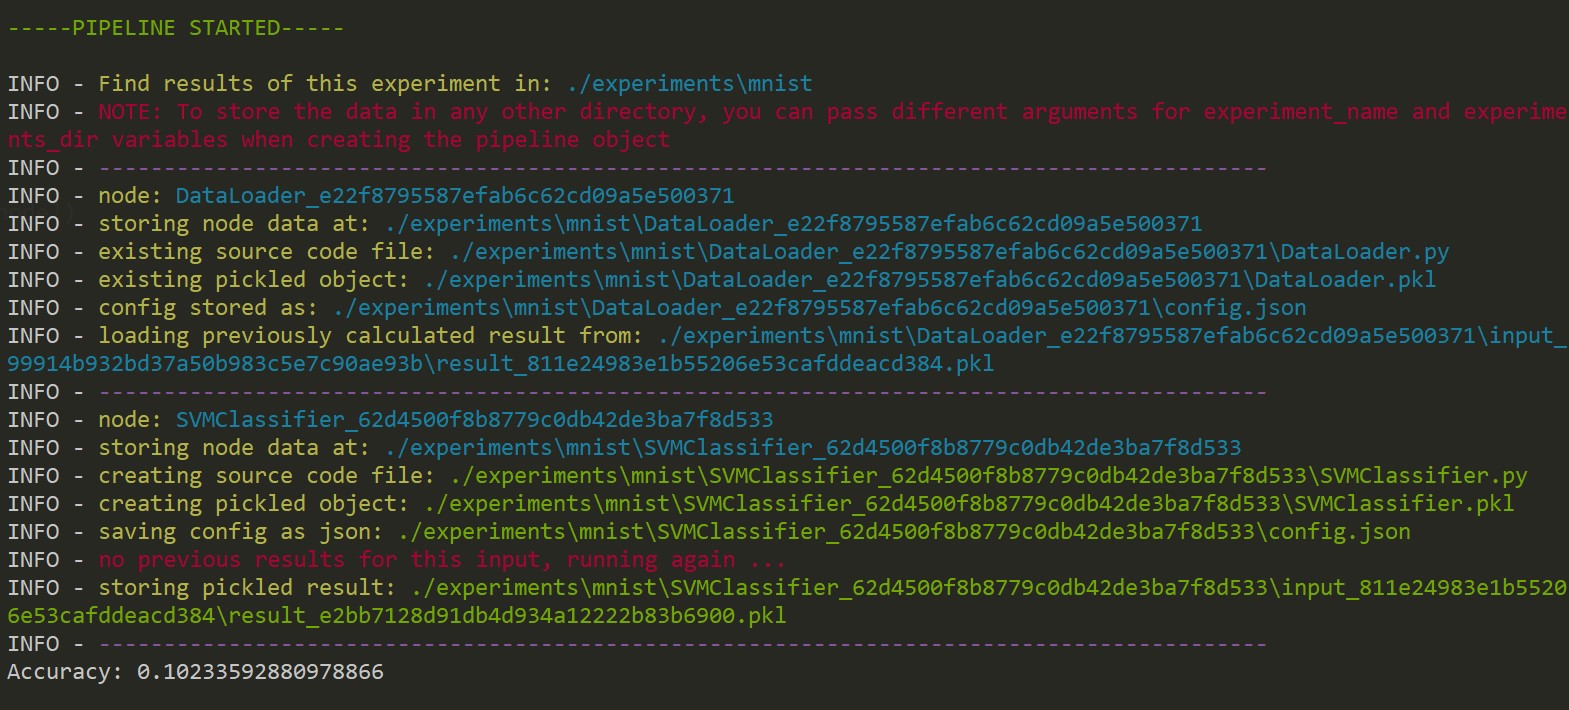 -----PIPELINE STARTED-----
INFO - Find results of this experiment in: ./experiments\mnist
INFO - NOTE: To store the data in any other directory, you can pass different arguments for experiment_name and experime
nts_dir variables when creating the pipeline object
INFO - ------------------------------------------------------------------------------------------
INFO - node: DataLoader_e22f8795587efab6c62cd09a5e500371
INFO - storing node data at: ./experiments\mnist\DataLoader_e22f8795587efab6c62cd09a5e500371
INFO - existing source code file: ./experiments\mnist\DataLoader_e22f8795587efab6c62cd09a5e500371\DataLoader.py
INFO - existing pickled object: ./experiments\mnist\DataLoader_e22f8795587efab6c62cd09a5e500371\DataLoader.pkl
INFO - config stored as: ./experiments\mnist\DataLoader_e22f8795587efab6c62cd09a5e500371\config.json
INFO - loading previously calculated result from: ./experiments\mnist\DataLoader_e22f8795587efab6c62cd09a5e500371\input_
99914b932bd37a50b983c5e7c90ae93b\result_811e24983e1b55206e53cafddeacd384.pkl
INFO - ------------------------------------------------------------------------------------------
INFO - node: SVMClassifier_62d4500f8b8779c0db42de3ba7f8d533
INFO - storing node data at: ./experiments\mnist\SVMClassifier_62d4500f8b8779c0db42de3ba7f8d533
INFO - creating source code file: ./experiments\mnist\SVMClassifier_62d4500f8b8779c0db42de3ba7f8d533\SVMClassifier.py
INFO - creating pickled object: ./experiments\mnist\SVMClassifier_62d4500f8b8779c0db42de3ba7f8d533\SVMClassifier.pkl
INFO - saving config as json: ./experiments\mnist\SVMClassifier_62d4500f8b8779c0db42de3ba7f8d533\config.json
INFO - no previous results for this input, running again ...
INFO - storing pickled result: ./experiments\mnist\SVMClassifier_62d4500f8b8779c0db42de3ba7f8d533\input_811e24983e1b5520
6e53cafddeacd384\result_e2bb7128d91db4d934a12222b83b6900.pkl
INFO - ------------------------------------------------------------------------------------------
Accuracy: 0.10233592880978866